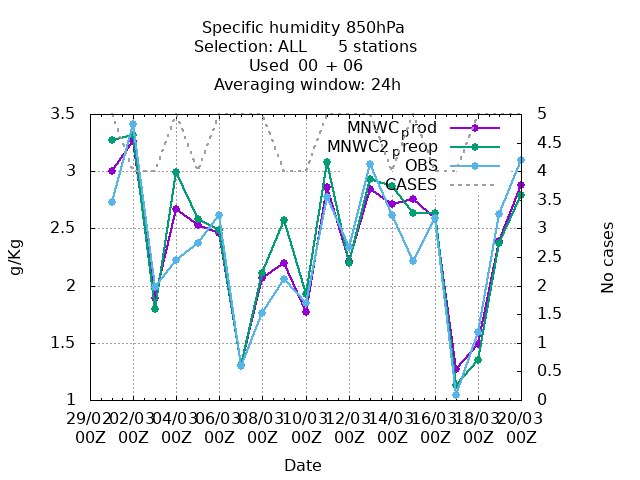 Specific humidity 850hPa
Selection: ALL 5 stations
Used 00 + 06
Averaging window: 24h
3.5
3
2.5
2
1.5
1
g/Kg
5
4.5
4
3.5
3
2.5
2
1.5
1
0.5
0
No cases
MNWCprod
MNWC2preop
OBS
CASES
29/02 02/03 04/03 06/03 08/03 10/03 12/03 14/03 16/03 18/03 20/03
00Z 00Z 00Z 00Z 00Z 00Z 00Z 00Z 00Z 00Z 00Z
Date